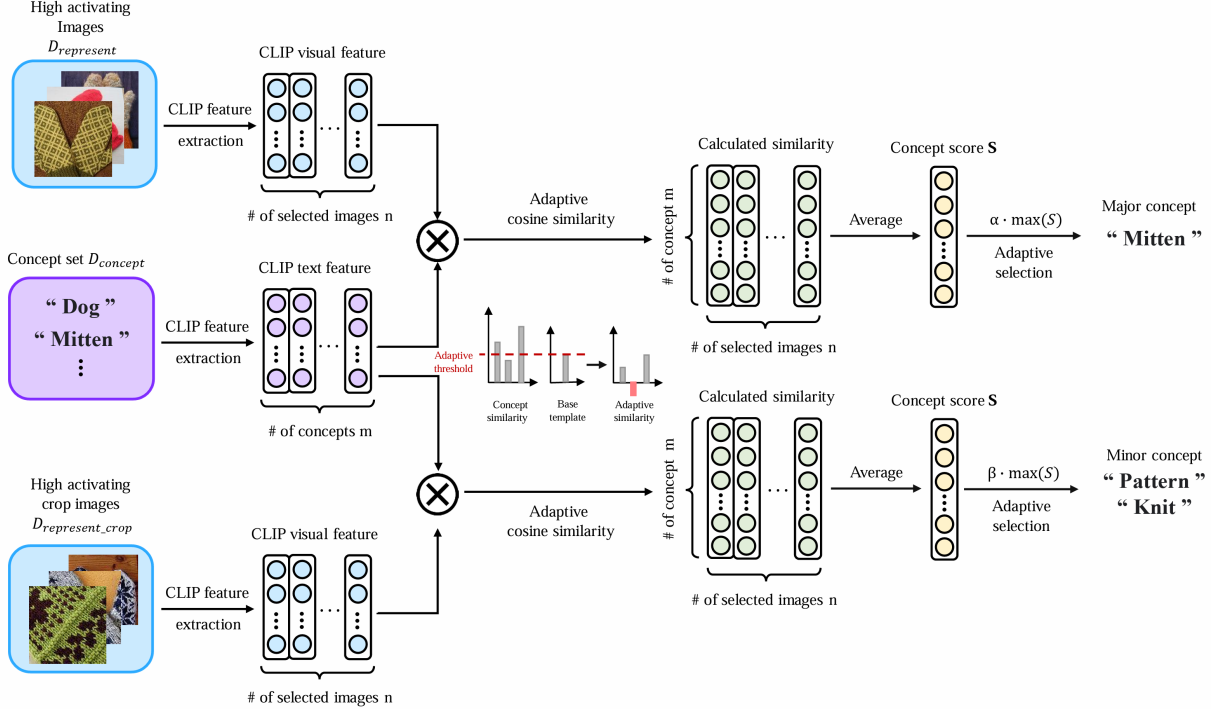 High activating
Images
D_represent
CLIP feature
extraction
CLIP visual feature
...
# of selected images n
Concept set D_concept
“ Dog ”
“ Mitten ”
CLIP feature
extraction
CLIP text feature
...
# of concepts m
High activating
crop images
D_represent_crop
CLIP feature
extraction
CLIP visual feature
...
# of selected images n
Adaptive
cosine similarity
Adaptive
threshold
Concept
similarity
Base
template
Adaptive
similarity
Adaptive
cosine similarity
Calculated similarity
# of concept m
...
# of selected images n
Average
Concept score S
α · max(S)
Adaptive
selection
Major concept
“ Mitten ”
Calculated similarity
# of concept m
...
# of selected images n
Average
Concept score S
β · max(S)
Adaptive
selection
Minor concept
“ Pattern ”
“ Knit ”